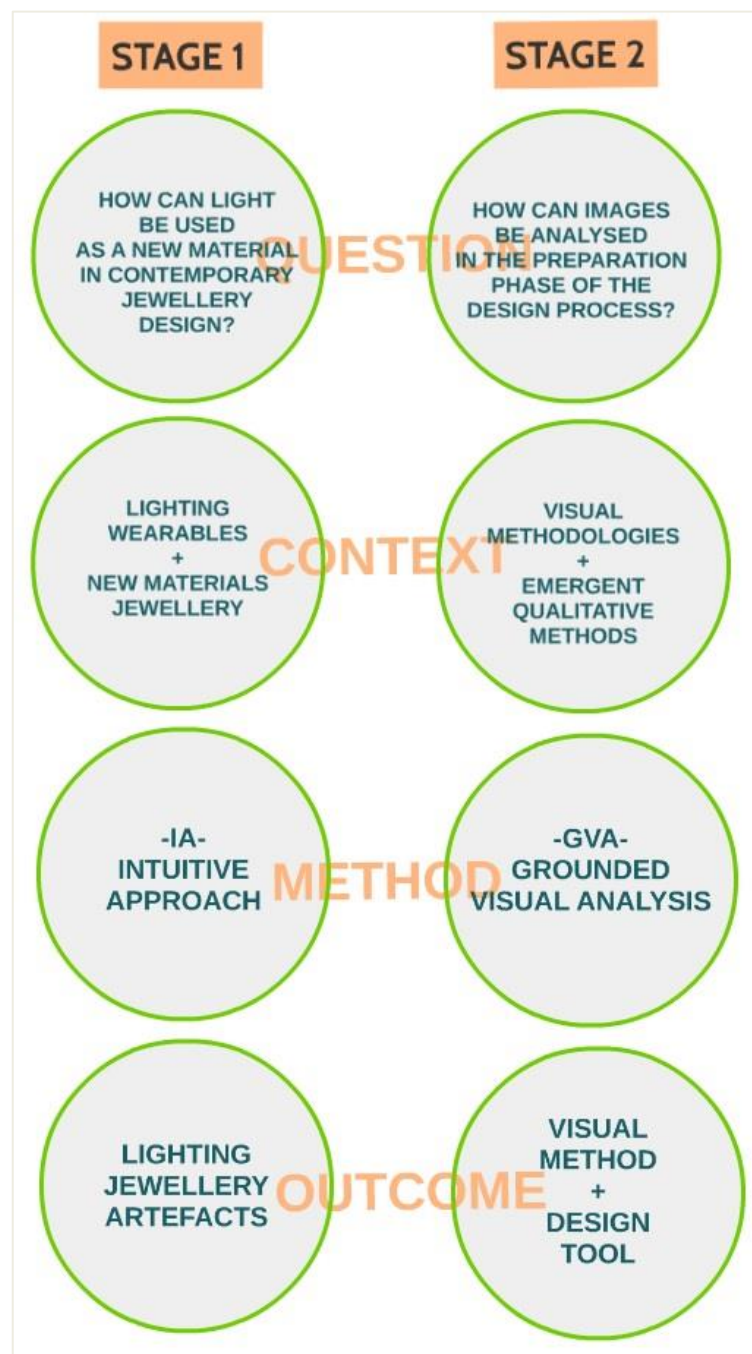 STAGE 1
STAGE 2
HOW CAN LIGHT
BE USED
AS A NEW MATERIAL
IN CONTEMPORARY
JEWELLERY
DESIGN?
QUESTION
HOW CAN IMAGES
BE ANALYSED
IN THE PREPARATION
PHASE OF THE
DESIGN PROCESS?
LIGHTING
WEARABLES
+
NEW MATERIALS
JEWELLERY
CONTEXT
VISUAL
METHODOLOGIES
+
EMERGENT
QUALITATIVE
METHODS
-IA-
INTUITIVE
APPROACH
METHOD
-GVA-
GROUNDED
VISUAL ANALYSIS
LIGHTING
JEWELLERY
ARTEFACTS
OUTCOME
VISUAL
METHOD
+
DESIGN
TOOL